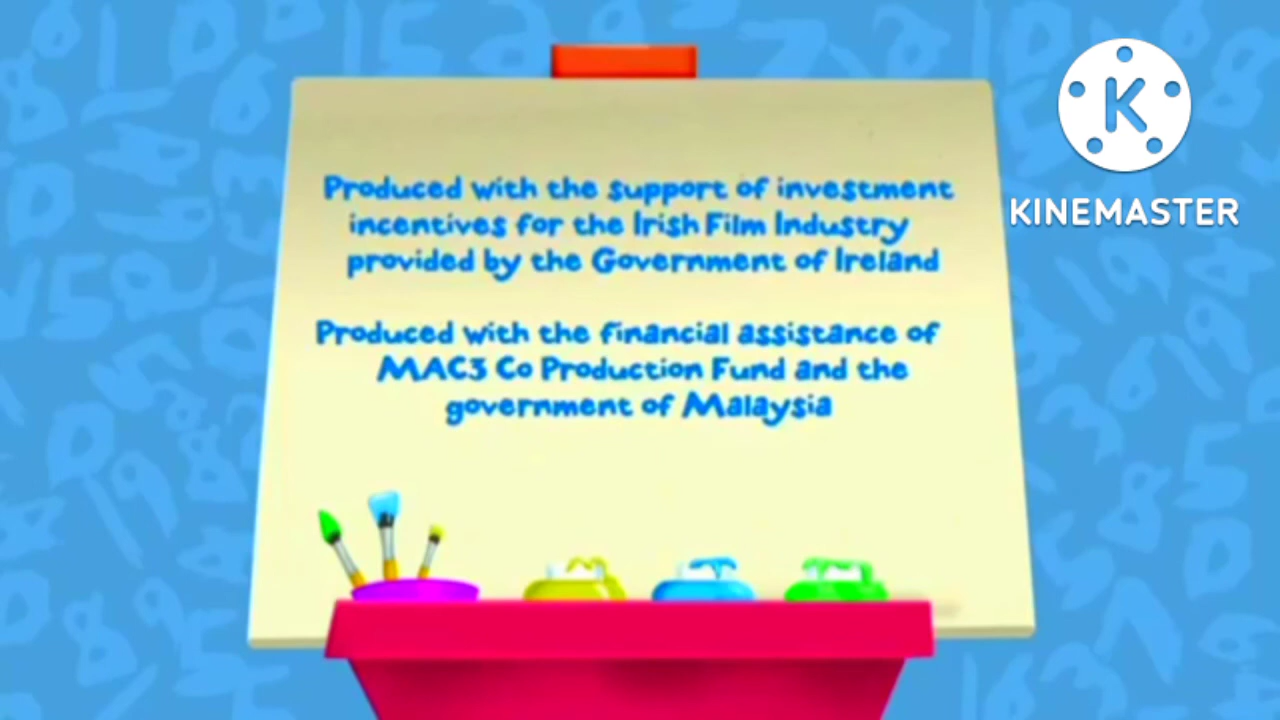 Produced with the support of investment
incentives for the Irish Film Industry
provided by the Government of Ireland
Produced with the financial assistance of
MAC3 Co Production Fund and the
government of Malaysia
K
KINEMASTER